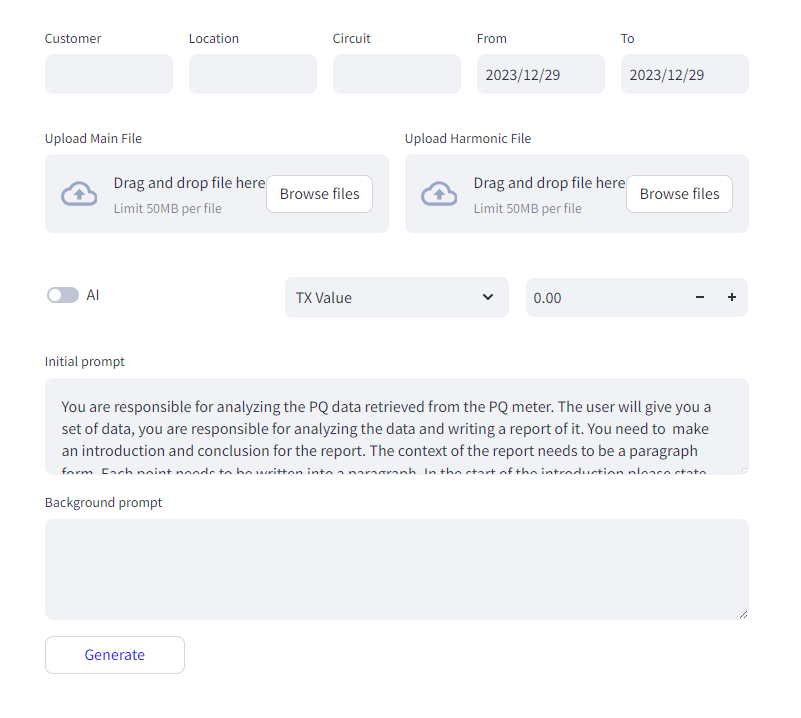 Customer Location Circuit From To
2023/12/29 2023/12/29
Upload Main File Upload Harmonic File
Drag and drop file here Browse files Drag and drop file here Browse files
Limit 50MB per file Limit 50MB per file
AI TX Value 0.00 − +
Initial prompt
You are responsible for analyzing the PQ data retrieved from the PQ meter. The user will give you a
set of data, you are responsible for analyzing the data and writing a report of it. You need to  make
an introduction and conclusion for the report. The context of the report needs to be a paragraph
form. Each point needs to be written into a paragraph. In the start of the introduction please state
Background prompt
Generate